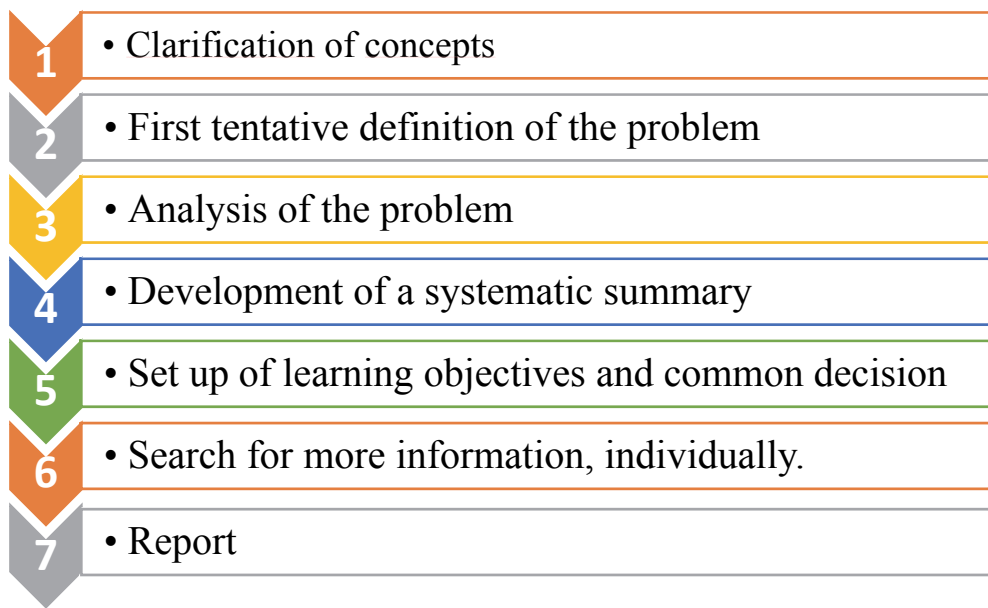 1 • Clarification of concepts
2 • First tentative definition of the problem
3 • Analysis of the problem
4 • Development of a systematic summary
5 • Set up of learning objectives and common decision
6 • Search for more information, individually.
7 • Report